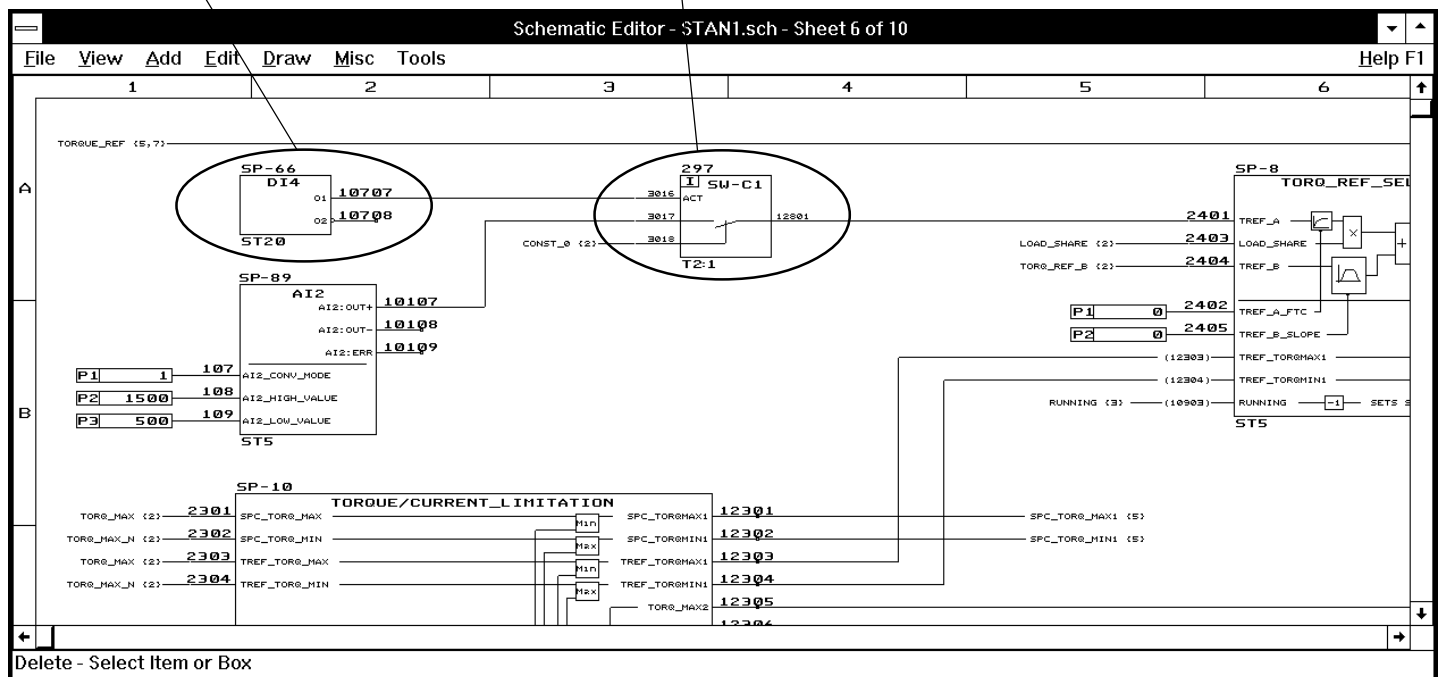 Schematic Editor - STAN1.sch - Sheet 6 of 10
File View Add Edit Draw Misc Tools Help F1
1 2 3 4 5 6
TORQUE_REF (5,7)
A
SP-66
DI4
O1 10707
O2 10708
ST20
297
I SW-C1
3016 ACT
3017 12801
CONST_0 (2) 3018
T2:1
SP-8
TORQ_REF_SEL
2401 TREF_A
LOAD_SHARE (2) 2403 LOAD_SHARE ×
TORQ_REF_B (2) 2404 TREF_B +
P1 0 2402 TREF_A_FTC
P2 0 2405 TREF_B_SLOPE
(12303) TREF_TORQMAX1
(12304) TREF_TORQMIN1
RUNNING (3) (10903) RUNNING -1 SETS S
ST5
B
SP-89
AI2
AI2:OUT+ 10107
AI2:OUT- 10108
AI2:ERR 10109
P1 1 107 AI2_CONV_MODE
P2 1500 108 AI2_HIGH_VALUE
P3 500 109 AI2_LOW_VALUE
ST5
SP-10
TORQUE/CURRENT_LIMITATION
TORQ_MAX (2) 2301 SPC_TORQ_MAX Min SPC_TORQMAX1 12301 SPC_TORQ_MAX1 (5)
TORQ_MAX_N (2) 2302 SPC_TORQ_MIN Max SPC_TORQMIN1 12302 SPC_TORQ_MIN1 (5)
TORQ_MAX (2) 2303 TREF_TORQ_MAX Min TREF_TORQMAX1 12303
TORQ_MAX_N (2) 2304 TREF_TORQ_MIN Max TREF_TORQMIN1 12304
TORQ_MAX2 12305
12306
Delete - Select Item or Box